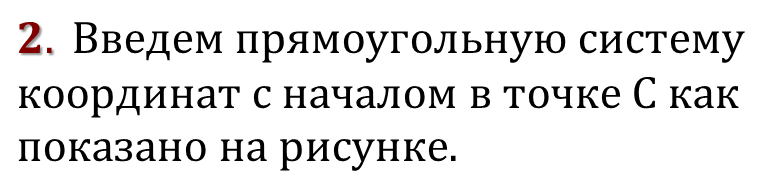 2. Введем прямоугольную систему
координат с началом в точке С как
показано на рисунке.